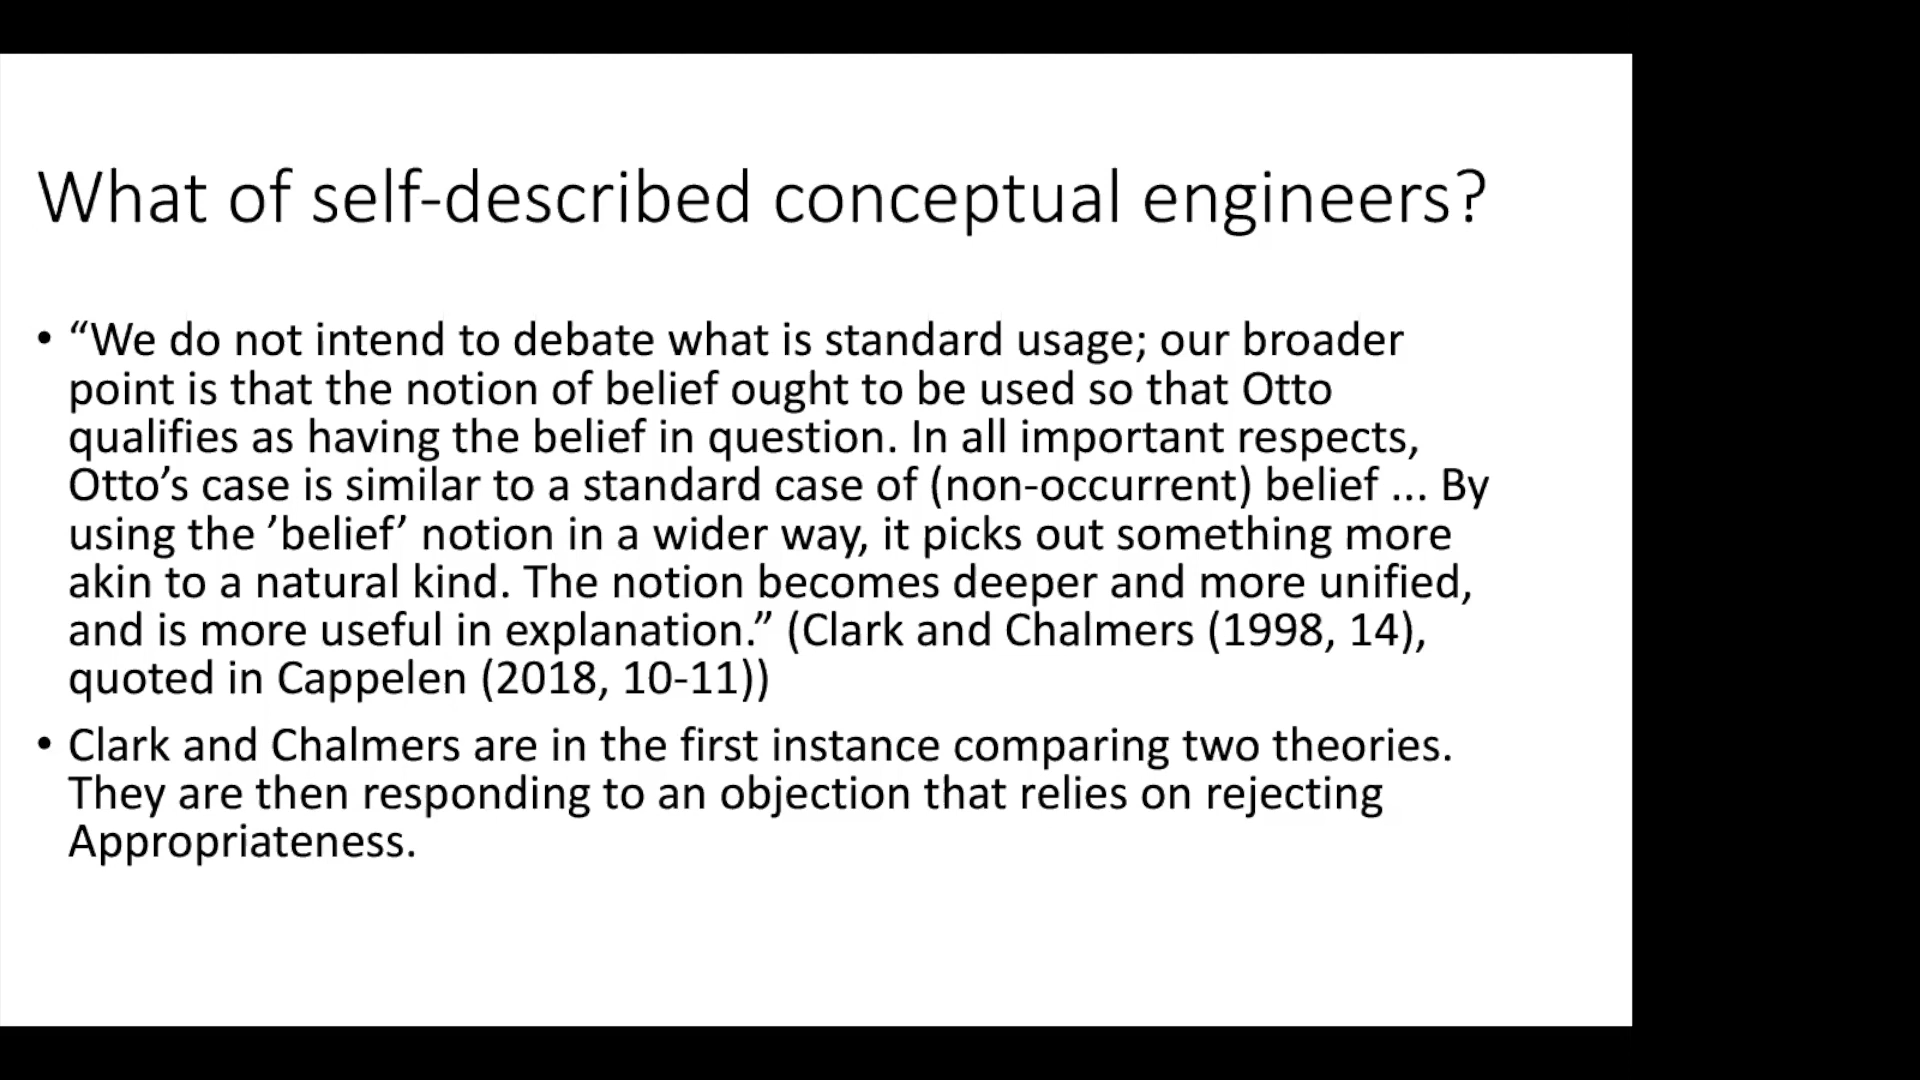 What of self-described conceptual engineers?
• “We do not intend to debate what is standard usage; our broader
point is that the notion of belief ought to be used so that Otto
qualifies as having the belief in question. In all important respects,
Otto’s case is similar to a standard case of (non-occurrent) belief ... By
using the ’belief’ notion in a wider way, it picks out something more
akin to a natural kind. The notion becomes deeper and more unified,
and is more useful in explanation.” (Clark and Chalmers (1998, 14),
quoted in Cappelen (2018, 10-11))
• Clark and Chalmers are in the first instance comparing two theories.
They are then responding to an objection that relies on rejecting
Appropriateness.